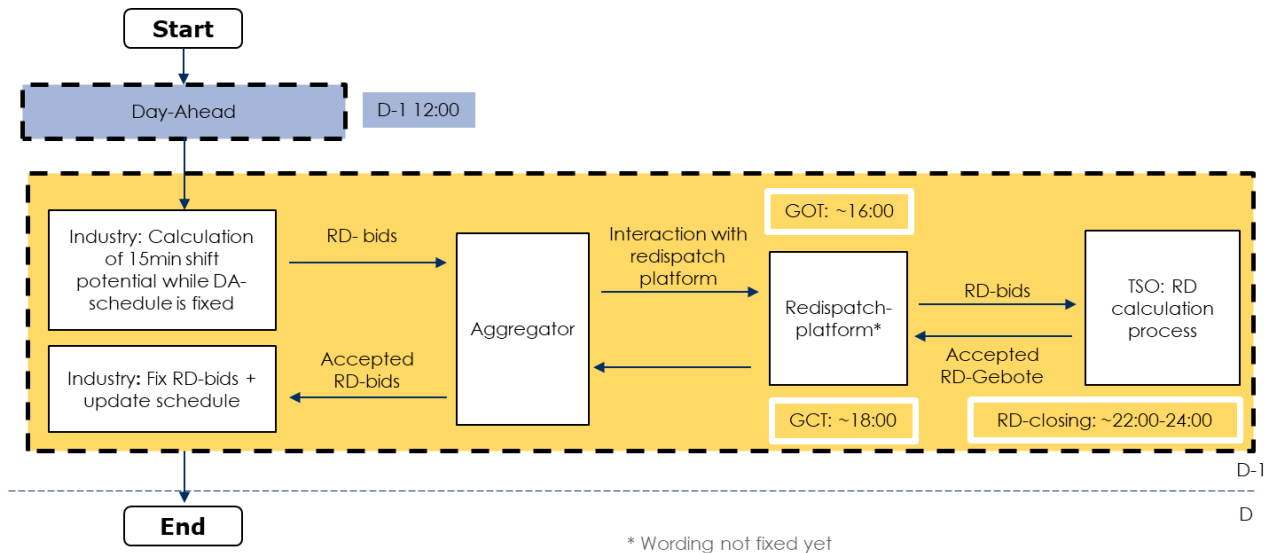 Start
Day-Ahead
D-1 12:00
Industry: Calculation
of 15min shift
potential while DA-
schedule is fixed
RD- bids
Aggregator
Interaction with
redispatch
platform
GOT: ~16:00
Redispatch-
platform*
RD-bids
TSO: RD
calculation
process
Accepted
RD-Gebote
Industry: Fix RD-bids +
update schedule
Accepted
RD-bids
GCT: ~18:00
RD-closing: ~22:00-24:00
D-1
D
End
* Wording not fixed yet